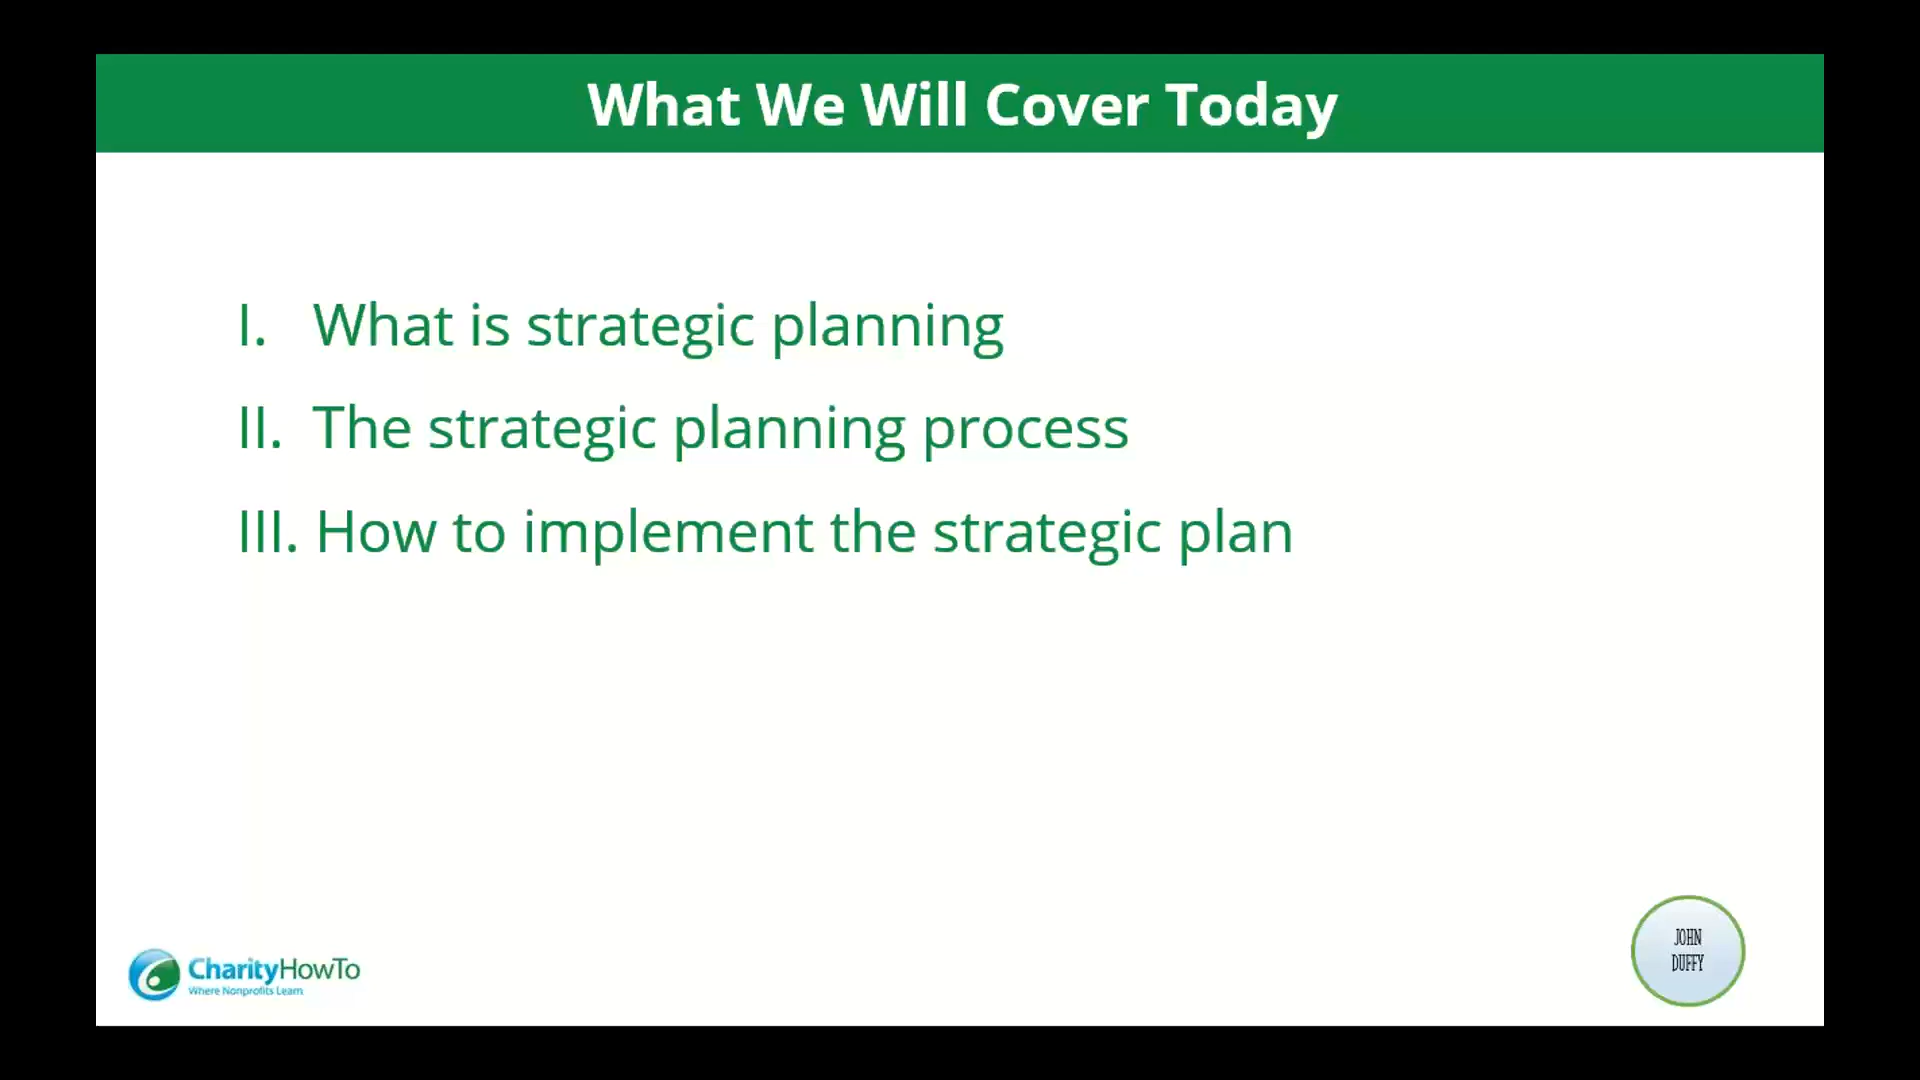 What We Will Cover Today
I. What is strategic planning
II. The strategic planning process
III. How to implement the strategic plan
CharityHowTo
Where Nonprofits Learn
JOHN
DUFFY